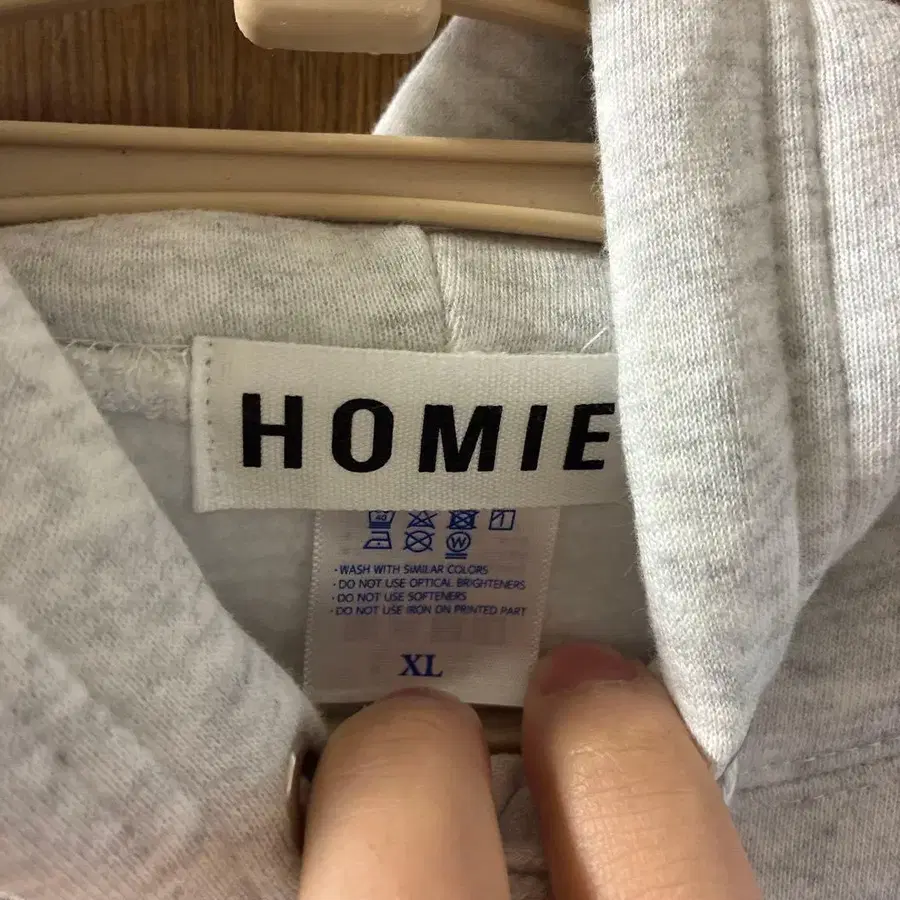 HOMIE
40
W
· WASH WITH SIMILAR COLORS
· DO NOT USE OPTICAL BRIGHTENERS
· DO NOT USE SOFTENERS
· DO NOT USE IRON ON PRINTED PART
XL